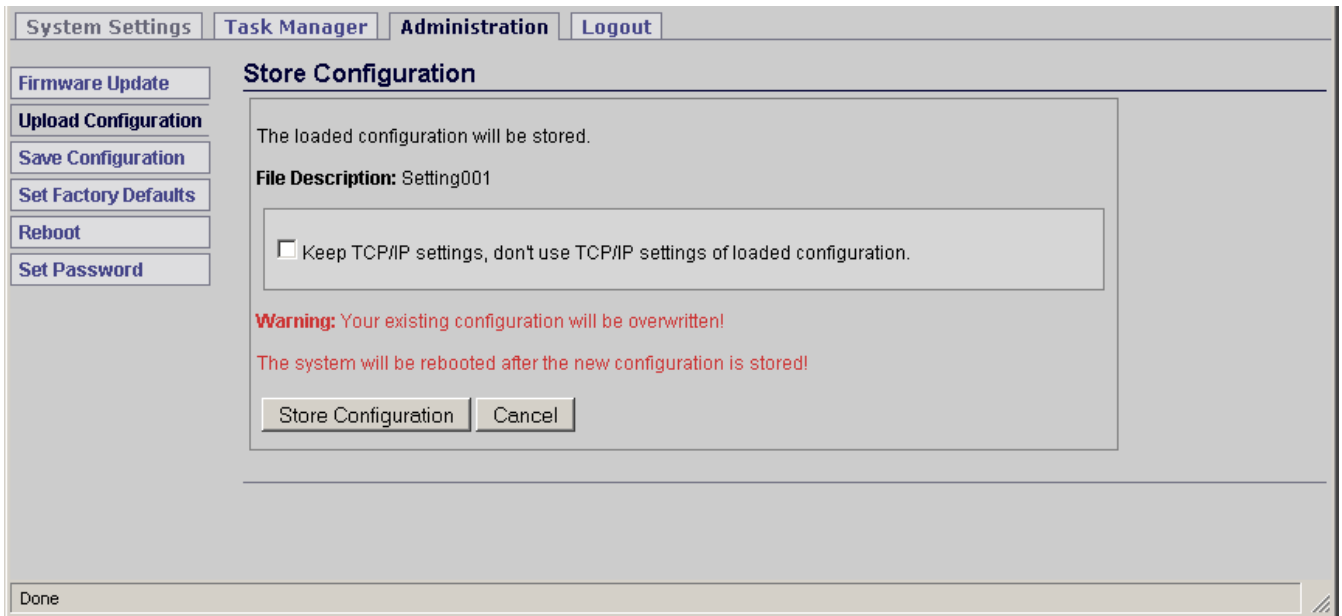 System Settings Task Manager Administration Logout
Firmware Update
Upload Configuration
Save Configuration
Set Factory Defaults
Reboot
Set Password
Store Configuration
The loaded configuration will be stored.
File Description: Setting001
Keep TCP/IP settings, don't use TCP/IP settings of loaded configuration.
Warning: Your existing configuration will be overwritten!
The system will be rebooted after the new configuration is stored!
Store Configuration Cancel
Done